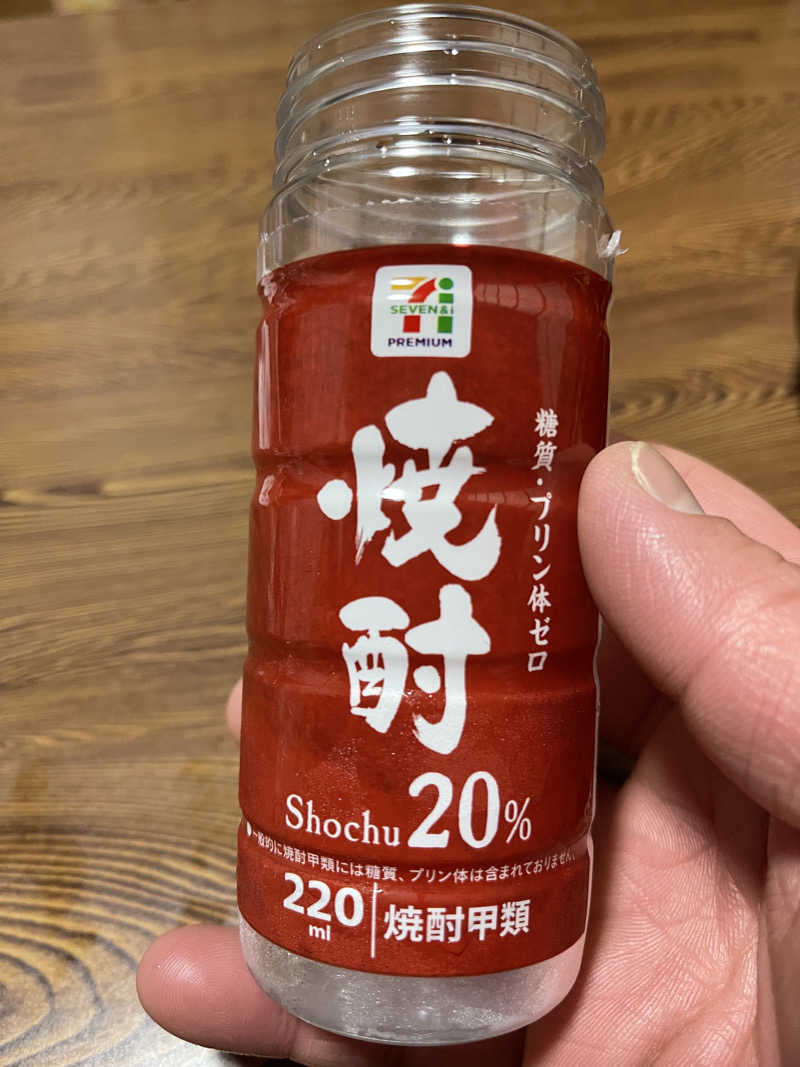 SEVEN&i
PREMIUM
焼酎
糖質・プリン体ゼロ
Shochu 20%
●一般的に焼酎甲類には糖質、プリン体は含まれておりません。
220
ml
焼酎甲類